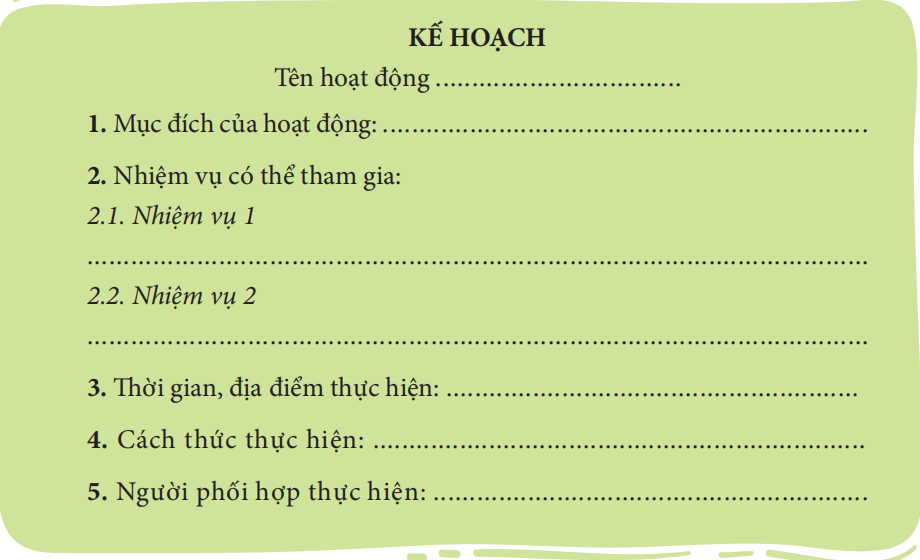 KẾ HOẠCH
Tên hoạt động ..................................
1. Mục đích của hoạt động: ...................................................................
2. Nhiệm vụ có thể tham gia:
2.1. Nhiệm vụ 1
............................................................................................................
2.2. Nhiệm vụ 2
............................................................................................................
3. Thời gian, địa điểm thực hiện: .........................................................
4. Cách thức thực hiện: ....................................................................
5. Người phối hợp thực hiện: ............................................................